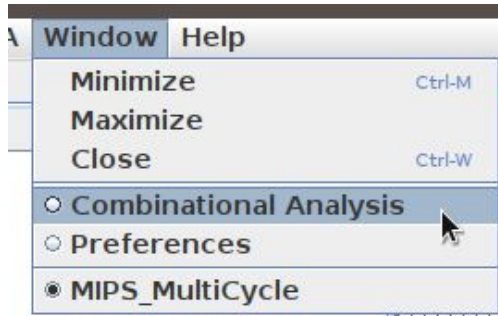 A Window Help
Minimize Ctrl-M
Maximize
Close Ctrl-W
Combinational Analysis
Preferences
MIPS_MultiCycle